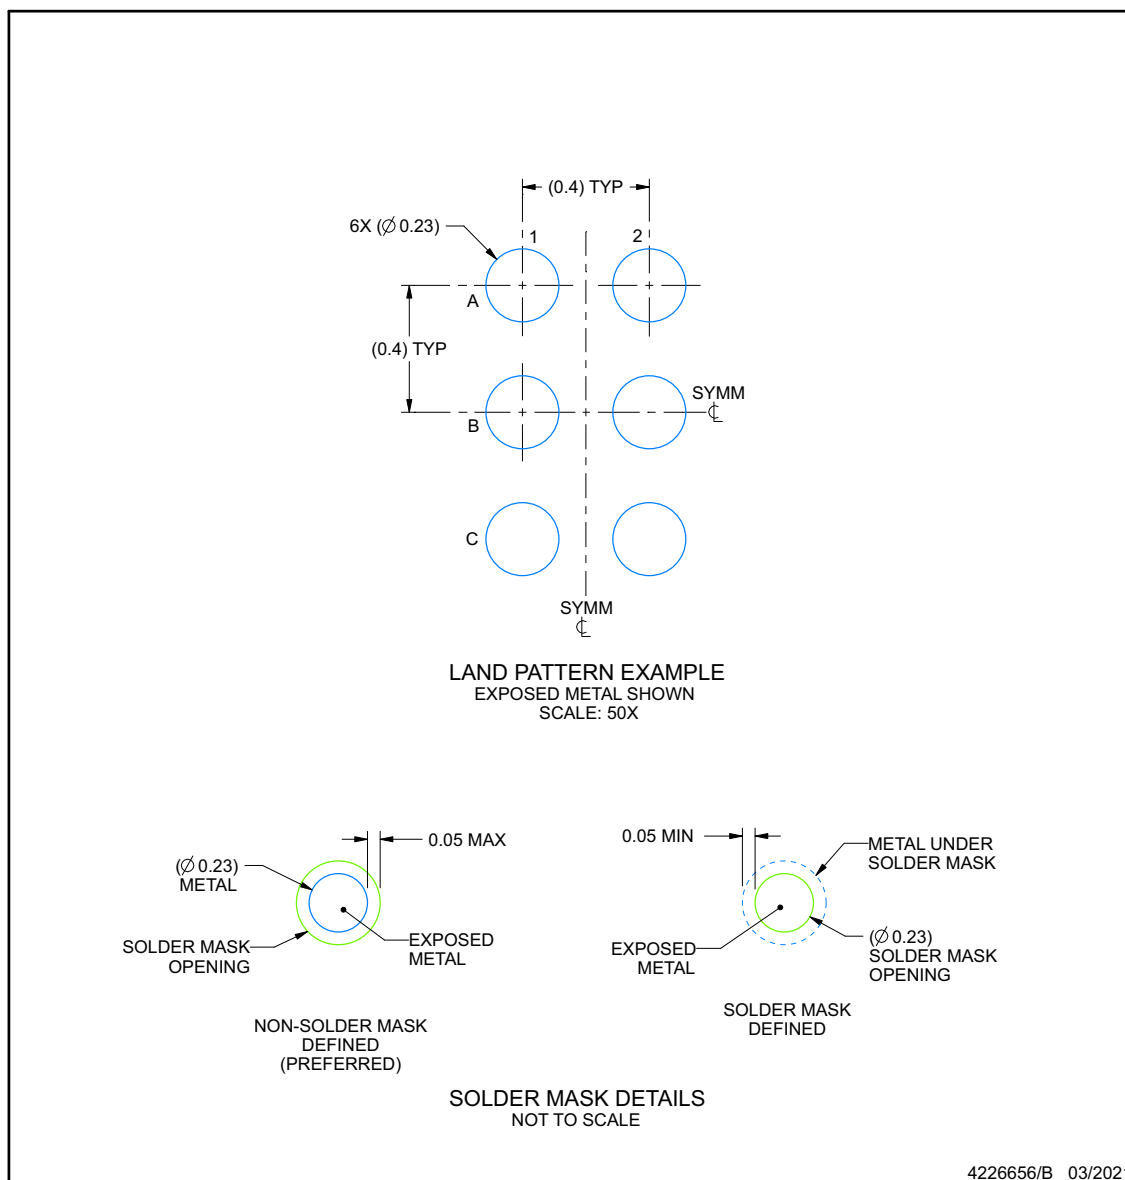 (0.4) TYP
6X (∅ 0.23)
1
2
A
(0.4) TYP
SYMM
℄
B
C
SYMM
℄
LAND PATTERN EXAMPLE
EXPOSED METAL SHOWN
SCALE: 50X
0.05 MAX
(∅ 0.23)
METAL
SOLDER MASK
OPENING
EXPOSED
METAL
NON-SOLDER MASK
DEFINED
(PREFERRED)
0.05 MIN
METAL UNDER
SOLDER MASK
EXPOSED
METAL
(∅ 0.23)
SOLDER MASK
OPENING
SOLDER MASK
DEFINED
SOLDER MASK DETAILS
NOT TO SCALE
4226656/B 03/2021